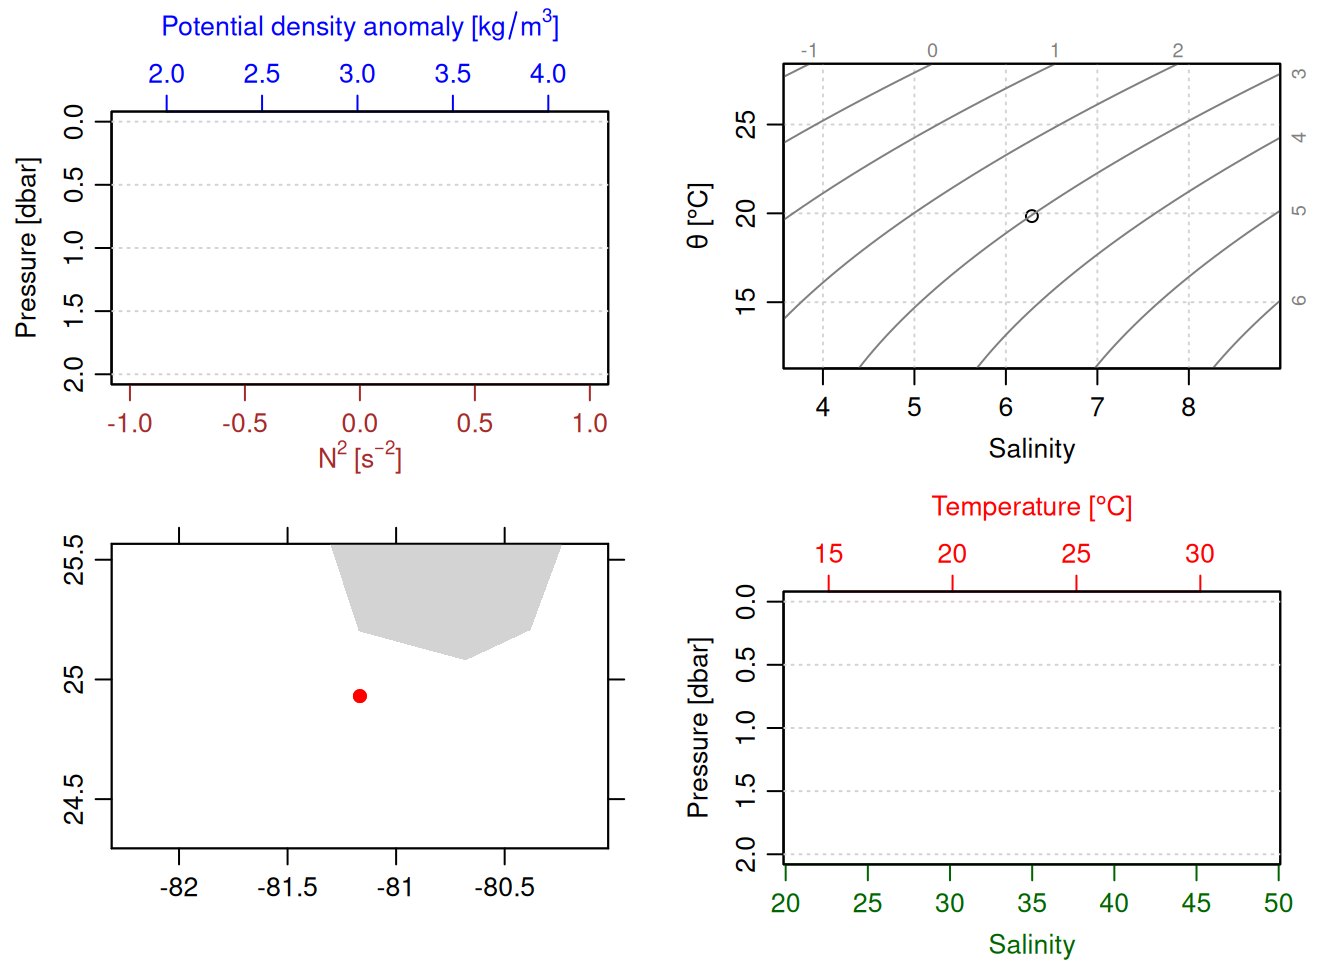 Potential density anomaly [kg/m³]
2.0 2.5 3.0 3.5 4.0
Pressure [dbar]
0.0
0.5
1.0
1.5
2.0
-1.0 -0.5 0.0 0.5 1.0
N² [s⁻²]
-1 0 1 2
3
4
5
6
θ [°C]
25
20
15
4 5 6 7 8
Salinity
25.5
25
24.5
-82 -81.5 -81 -80.5
Temperature [°C]
15 20 25 30
Pressure [dbar]
0.0
0.5
1.0
1.5
2.0
20 25 30 35 40 45 50
Salinity